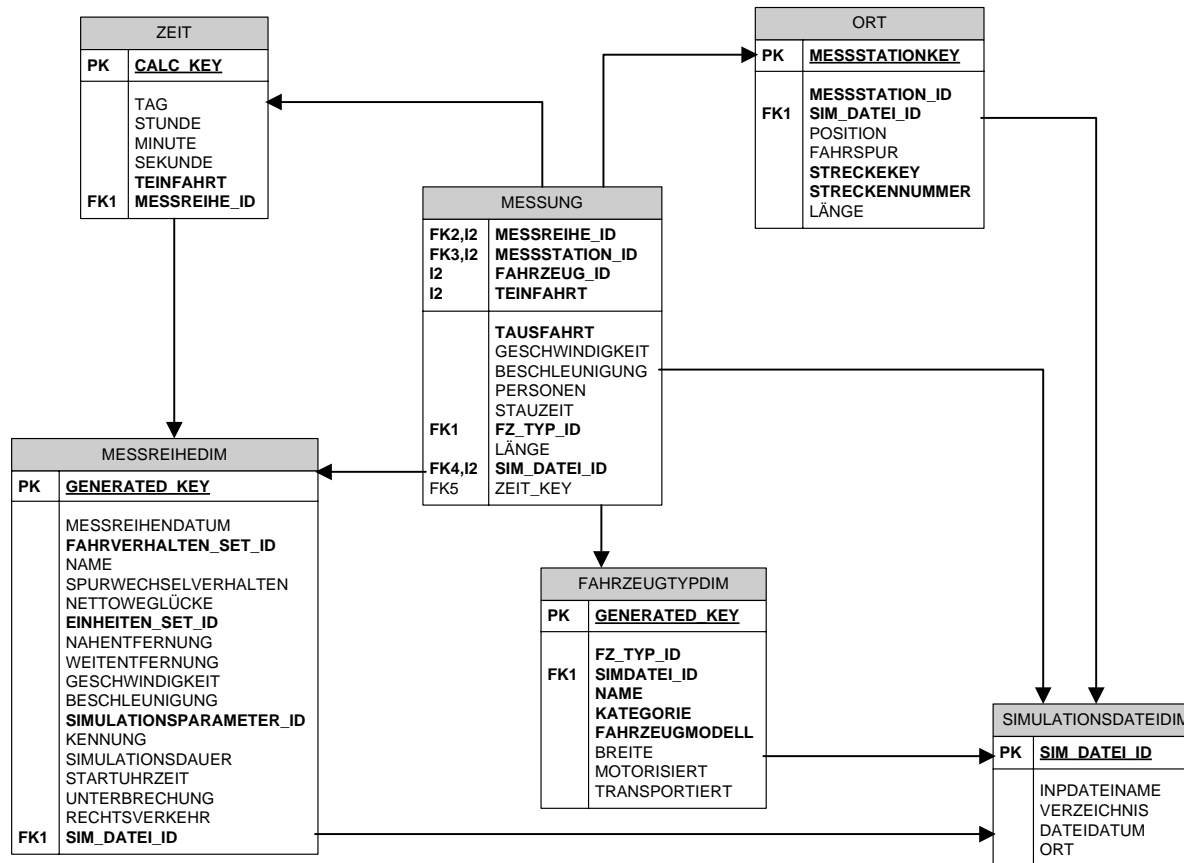 ZEIT
PK CALC_KEY
TAG
STUNDE
MINUTE
SEKUNDE
TEINFAHRT
FK1 MESSREIHE_ID
ORT
PK MESSSTATIONKEY
MESSSTATION_ID
FK1 SIM_DATEI_ID
POSITION
FAHRSPUR
STRECKEKEY
STRECKENNUMMER
LÄNGE
MESSUNG
FK2,I2 MESSREIHE_ID
FK3,I2 MESSSTATION_ID
I2 FAHRZEUG_ID
I2 TEINFAHRT
TAUSFAHRT
GESCHWINDIGKEIT
BESCHLEUNIGUNG
PERSONEN
STAUZEIT
FK1 FZ_TYP_ID
LÄNGE
FK4,I2 SIM_DATEI_ID
FK5 ZEIT_KEY
MESSREIHEDIM
PK GENERATED_KEY
MESSREIHENDATUM
FAHRVERHALTEN_SET_ID
NAME
SPURWECHSELVERHALTEN
NETTOWEGLÜCKE
EINHEITEN_SET_ID
NAHENTFERNUNG
WEITENTFERNUNG
GESCHWINDIGKEIT
BESCHLEUNIGUNG
SIMULATIONSPARAMETER_ID
KENNUNG
SIMULATIONSDAUER
STARTUHRZEIT
UNTERBRECHUNG
RECHTSVERKEHR
FK1 SIM_DATEI_ID
FAHRZEUGTYPDIM
PK GENERATED_KEY
FZ_TYP_ID
FK1 SIMDATEI_ID
NAME
KATEGORIE
FAHRZEUGMODELL
BREITE
MOTORISIERT
TRANSPORTIERT
SIMULATIONSDATEIDIM
PK SIM_DATEI_ID
INPDATEINAME
VERZEICHNIS
DATEIDATUM
ORT